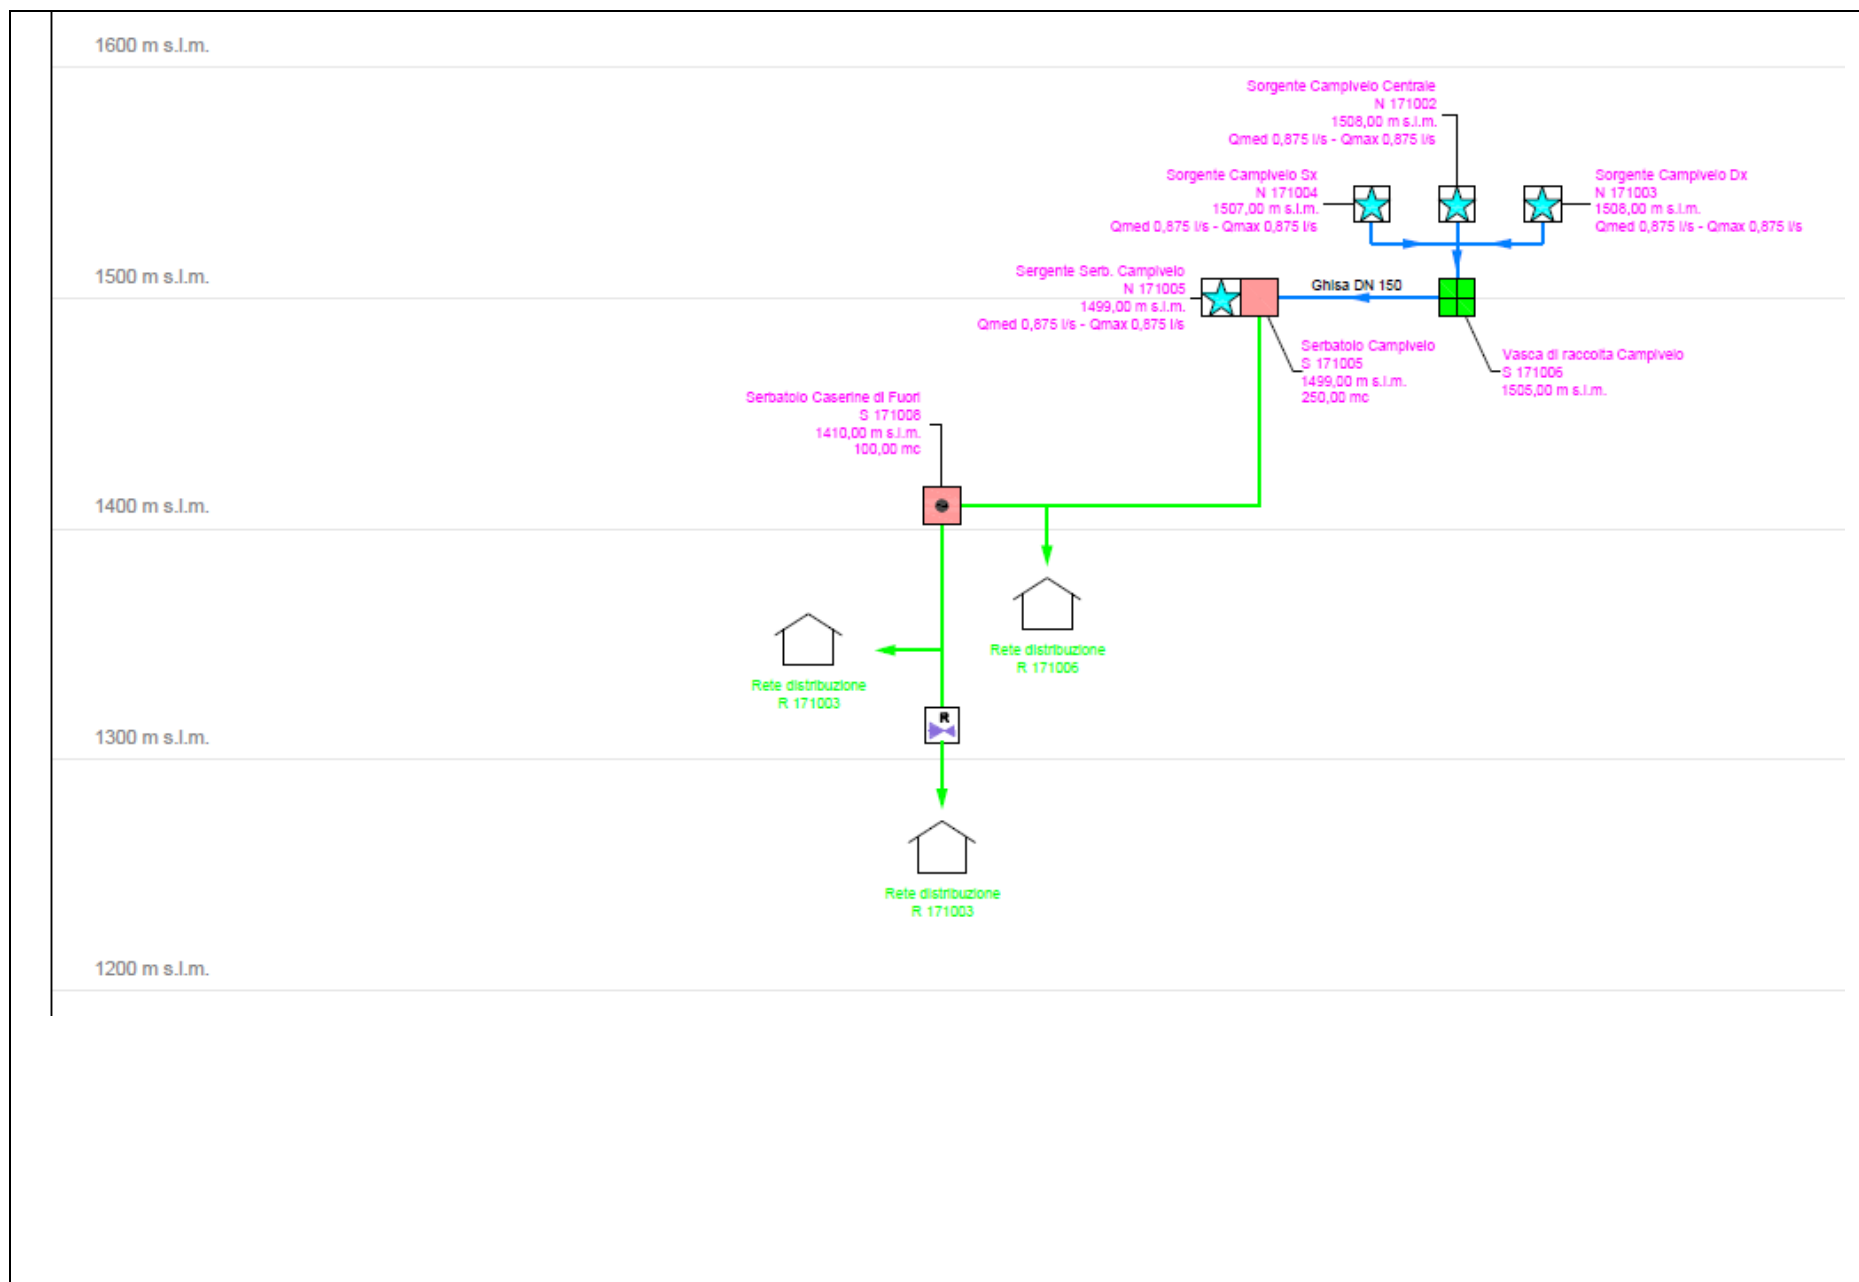 1600 m s.l.m.
Sorgente Campivelo Centrale
N 171002
1508,00 m s.l.m.
Qmed 0,875 l/s - Qmax 0,875 l/s
Sorgente Campivelo Sx
N 171004
1507,00 m s.l.m.
Qmed 0,875 l/s - Qmax 0,875 l/s
Sorgente Campivelo Dx
N 171003
1508,00 m s.l.m.
Qmed 0,875 l/s - Qmax 0,875 l/s
1500 m s.l.m.
Sergente Serb. Campivelo
N 171005
1499,00 m s.l.m.
Qmed 0,875 l/s - Qmax 0,875 l/s
Ghisa DN 150
Serbatoio Campivelo
S 171005
1499,00 m s.l.m.
250,00 mc
Vasca di raccolta Campivelo
S 171006
1505,00 m s.l.m.
Serbatoio Caserine di Fuori
S 171008
1410,00 m s.l.m.
100,00 mc
1400 m s.l.m.
Rete distribuzione
R 171006
Rete distribuzione
R 171003
R
1300 m s.l.m.
Rete distribuzione
R 171003
1200 m s.l.m.